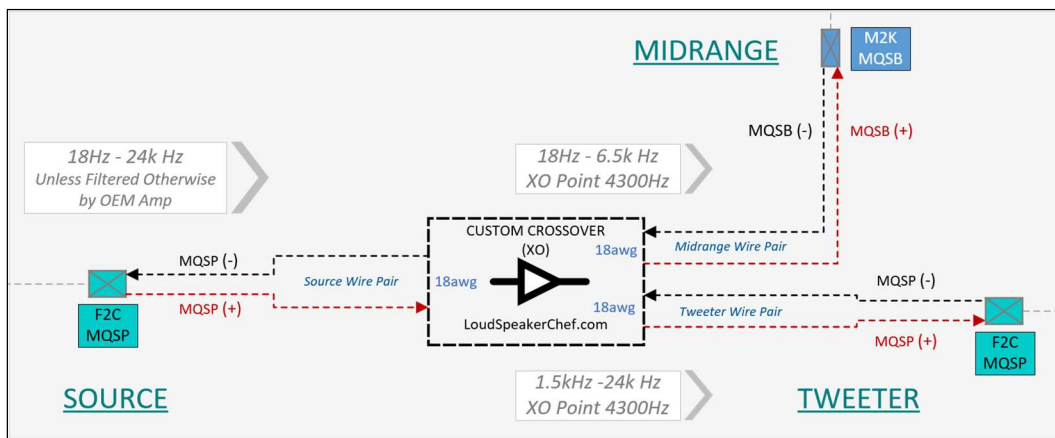 MIDRANGE
M2K
MQSB
MQSB (-)
MQSB (+)
18Hz - 24k Hz
Unless Filtered Otherwise
by OEM Amp
18Hz - 6.5k Hz
XO Point 4300Hz
CUSTOM CROSSOVER
(XO)
18awg
Midrange Wire Pair
MQSP (-)
Source Wire Pair
18awg
MQSP (+)
F2C
MQSP
18awg
LoudSpeakerChef.com
MQSP (-)
Tweeter Wire Pair
MQSP (+)
F2C
MQSP
SOURCE
1.5kHz -24k Hz
XO Point 4300Hz
TWEETER